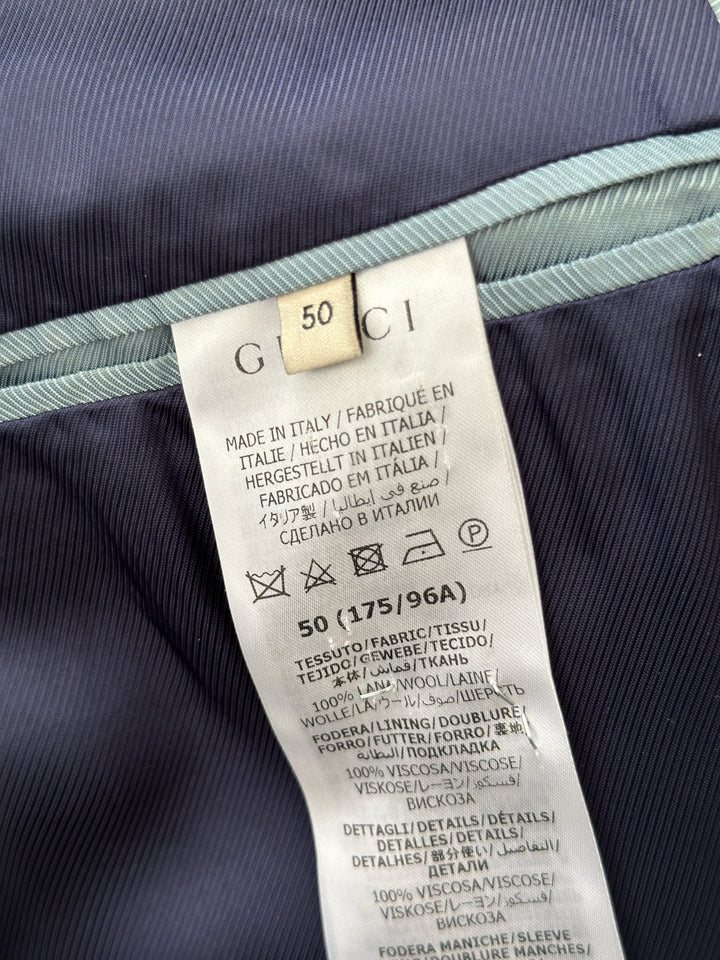 50
G CI
MADE IN ITALY / FABRIQUÉ EN
ITALIE / HECHO EN ITALIA /
HERGESTELLT IN ITALIEN /
FABRICADO EM ITÁLIA /
صنع في إيطاليا /
イタリア製 /
СДЕЛАНО В ИТАЛИИ
P
50 (175/96A)
TESSUTO/FABRIC/TISSU/
TEJIDO/GEWEBE/TECIDO/
本体/قماش/ТКАНЬ
100% LANA/WOOL/LAINE/
WOLLE/LÃ/ウール/صوف/ШЕРСТЬ
FODERA/LINING/DOUBLURE/
FORRO/FUTTER/FORRO/裏地/
البطانة/ПОДКЛАДКА
100% VISCOSA/VISCOSE/
VISKOSE/レーヨン/فسكوز/
ВИСКОЗА
DETTAGLI/DETAILS/DÉTAILS/
DETALLES/DETAILS/
DETALHES/部分使い/التفاصيل/
ДЕТАЛИ
100% VISCOSA/VISCOSE/
VISKOSE/レーヨン/فسكوز/
ВИСКОЗА
FODERA MANICHE/SLEEVE
DOUBLURE MANCHES/